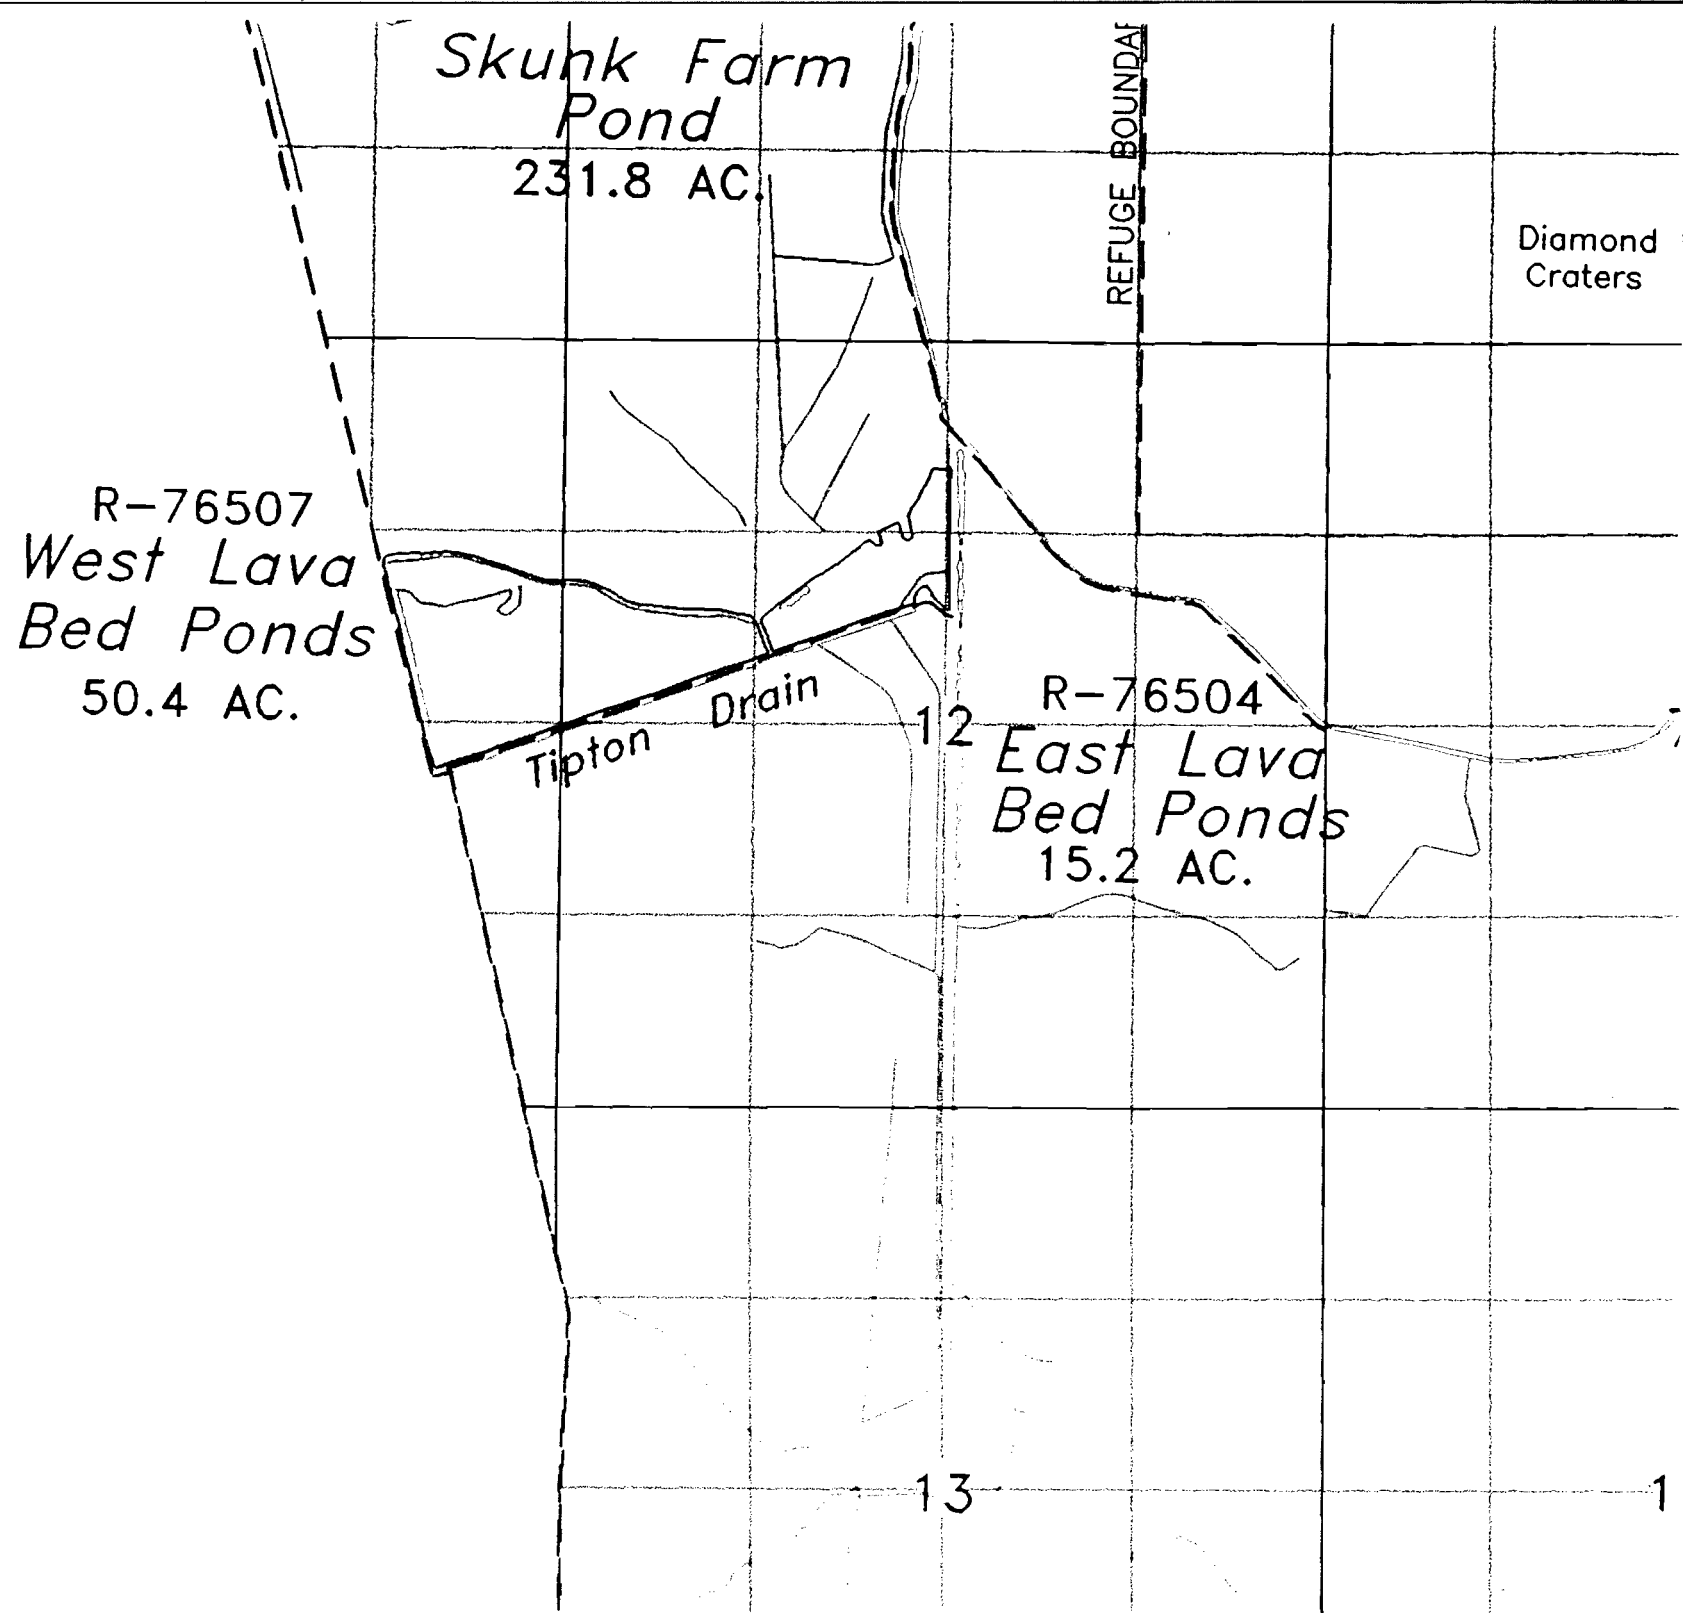 Skunk Farm
Pond
231.8 AC.
REFUGE BOUNDAR
Diamond
Craters
R-76507
West Lava
Bed Ponds
50.4 AC.
Tipton Drain
12
R-76504
East Lava
Bed Ponds
15.2 AC.
13
1